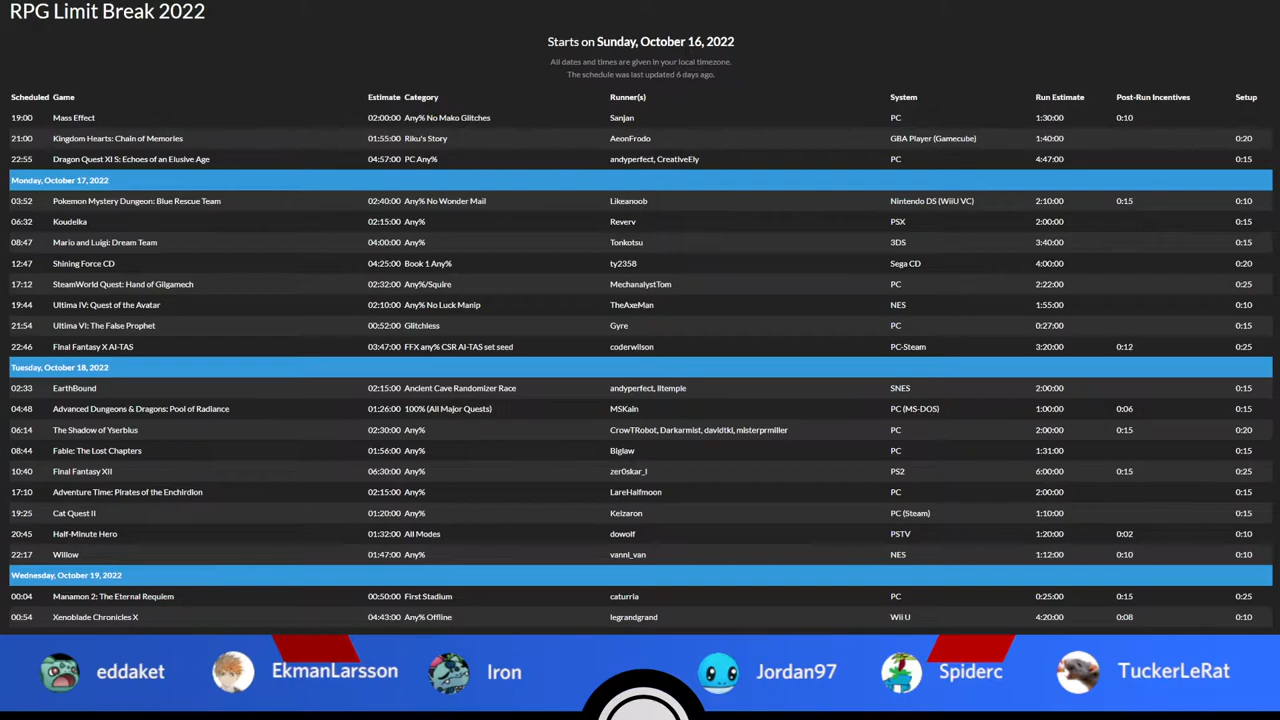 RPG Limit Break 2022
Starts on Sunday, October 16, 2022
All dates and times are given in your local timezone.
The schedule was last updated 6 days ago.
Scheduled Game Estimate Category Runner(s) System Run Estimate Post-Run Incentives Setup
19:00 Mass Effect 02:00:00 Any% No Mako Glitches Sanjan PC 1:30:00 0:10
21:00 Kingdom Hearts: Chain of Memories 01:55:00 Riku's Story AeonFrodo GBA Player (Gamecube) 1:40:00 0:20
22:55 Dragon Quest XI S: Echoes of an Elusive Age 04:57:00 PC Any% andyperfect, CreativeEly PC 4:47:00 0:15
Monday, October 17, 2022
03:52 Pokemon Mystery Dungeon: Blue Rescue Team 02:40:00 Any% No Wonder Mail Likeanoob Nintendo DS (WiiU VC) 2:10:00 0:15 0:10
06:32 Koudelka 02:15:00 Any% Reverv PSX 2:00:00 0:15
08:47 Mario and Luigi: Dream Team 04:00:00 Any% Tonkotsu 3DS 3:40:00 0:15
12:47 Shining Force CD 04:25:00 Book 1 Any% ty2358 Sega CD 4:00:00 0:20
17:12 SteamWorld Quest: Hand of Gilgamech 02:32:00 Any%/Squire MechanalystTom PC 2:22:00 0:25
19:44 Ultima IV: Quest of the Avatar 02:10:00 Any% No Luck Manip TheAxeMan NES 1:55:00 0:10
21:54 Ultima VI: The False Prophet 00:52:00 Glitchless Gyre PC 0:27:00 0:15
22:46 Final Fantasy X AI-TAS 03:47:00 FFX any% CSR AI-TAS set seed coderwilson PC-Steam 3:20:00 0:12 0:25
Tuesday, October 18, 2022
02:33 EarthBound 02:15:00 Ancient Cave Randomizer Race andyperfect, lltemple SNES 2:00:00 0:15
04:48 Advanced Dungeons & Dragons: Pool of Radiance 01:26:00 100% (All Major Quests) MSKain PC (MS-DOS) 1:00:00 0:06 0:15
06:14 The Shadow of Yserbius 02:30:00 Any% CrowTRobot, Darkarmist, davidtki, misterprmiller PC 2:00:00 0:15 0:20
08:44 Fable: The Lost Chapters 01:56:00 Any% Biglaw PC 1:31:00 0:15
10:40 Final Fantasy XII 06:30:00 Any% zer0skar_l PS2 6:00:00 0:15 0:25
17:10 Adventure Time: Pirates of the Enchiridion 02:15:00 Any% LareHalfmoon PC 2:00:00 0:15
19:25 Cat Quest II 01:20:00 Any% Keizaron PC (Steam) 1:10:00 0:15
20:45 Half-Minute Hero 01:32:00 All Modes dowolf PSTV 1:20:00 0:02 0:10
22:17 Willow 01:47:00 Any% vanni_van NES 1:12:00 0:10 0:10
Wednesday, October 19, 2022
00:04 Manamon 2: The Eternal Requiem 00:50:00 First Stadium caturria PC 0:25:00 0:15 0:25
00:54 Xenoblade Chronicles X 04:43:00 Any% Offline legrandgrand Wii U 4:20:00 0:08 0:10
eddaket EkmanLarsson Iron Jordan97 Spiderc TuckerLeRat